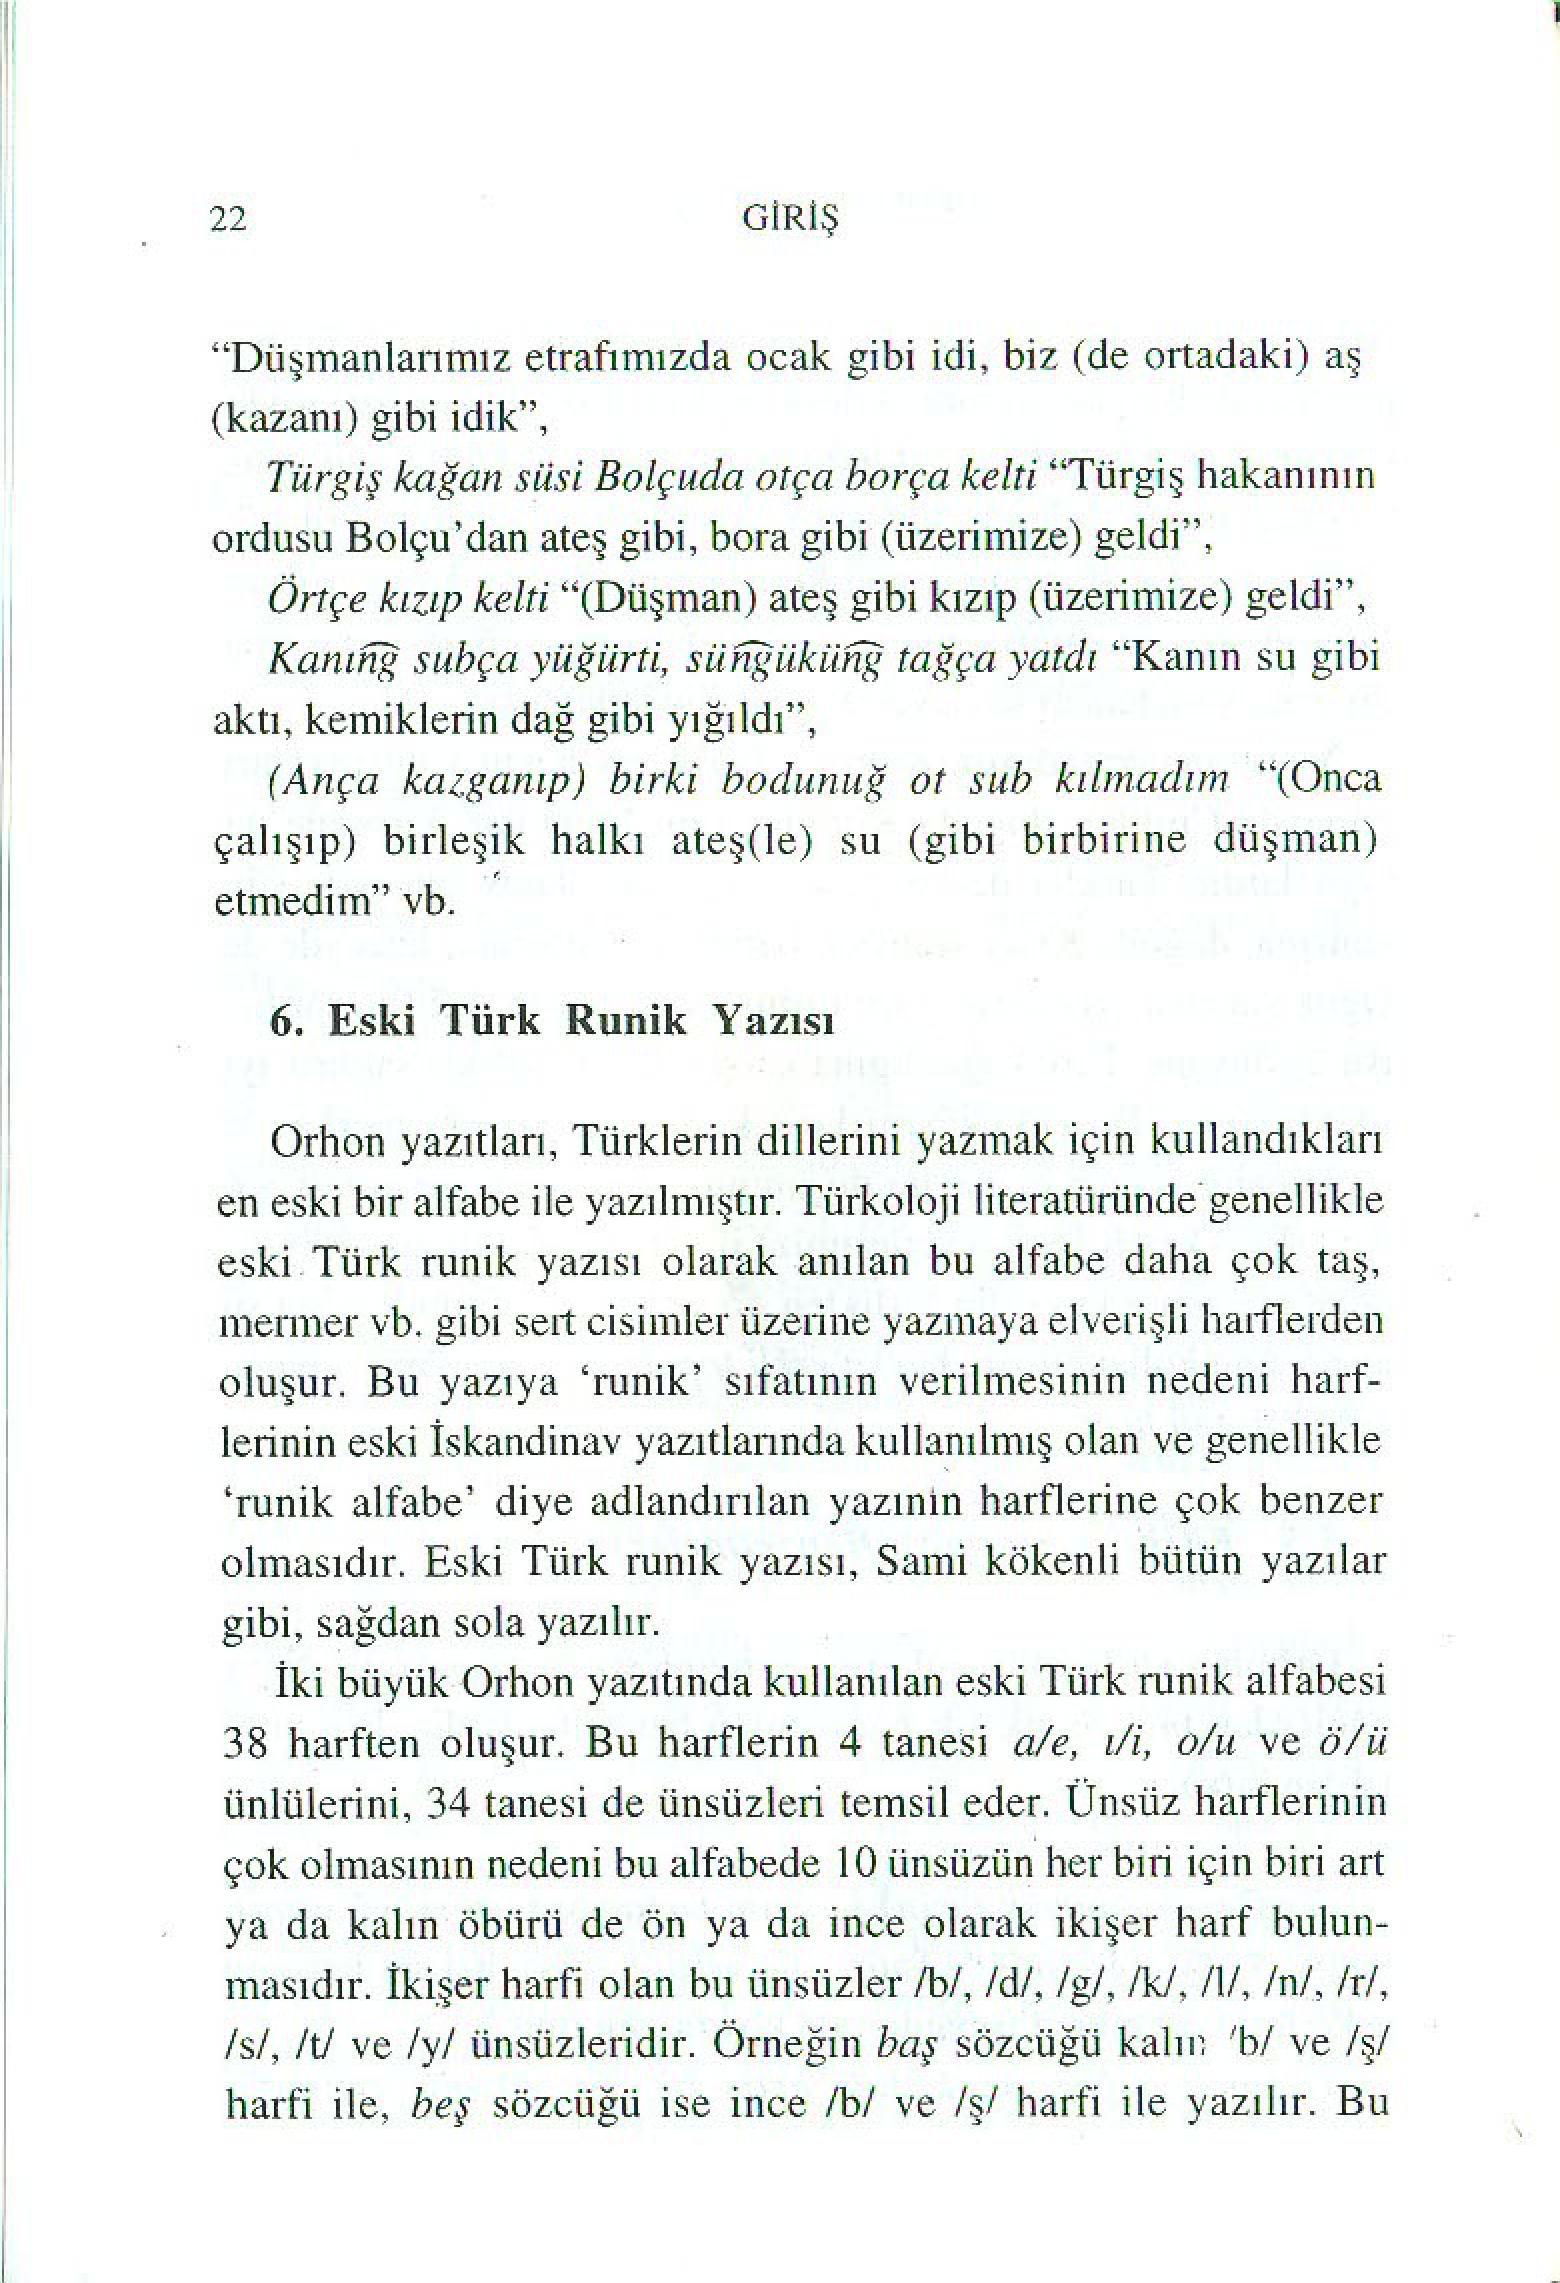 22 GİRİŞ
“Düşmanlarımız etrafımızda ocak gibi idi, biz (de ortadaki) aş
(kazanı) gibi idik”,
Türgiş kağan süsi Bolçuda otça borça kelti “Türgiş hakanının
ordusu Bolçu’dan ateş gibi, bora gibi (üzerimize) geldi”,
Örtçe kızıp kelti “(Düşman) ateş gibi kızıp (üzerimize) geldi”,
Kanın͡g subça yüğürti, sün͡gükün͡g tağça yatdı “Kanın su gibi
aktı, kemiklerin dağ gibi yığıldı”,
(Ança kazganıp) birki bodunuğ ot sub kılmadım “(Onca
çalışıp) birleşik halkı ateş(le) su (gibi birbirine düşman)
etmedim” vb.
6. Eski Türk Runik Yazısı
Orhon yazıtları, Türklerin dillerini yazmak için kullandıkları
en eski bir alfabe ile yazılmıştır. Türkoloji literatüründe genellikle
eski Türk runik yazısı olarak anılan bu alfabe daha çok taş,
mermer vb. gibi sert cisimler üzerine yazmaya elverişli harflerden
oluşur. Bu yazıya ‘runik’ sıfatının verilmesinin nedeni harf-
lerinin eski İskandinav yazıtlarında kullanılmış olan ve genellikle
‘runik alfabe’ diye adlandırılan yazının harflerine çok benzer
olmasıdır. Eski Türk runik yazısı, Sami kökenli bütün yazılar
gibi, sağdan sola yazılır.
İki büyük Orhon yazıtında kullanılan eski Türk runik alfabesi
38 harften oluşur. Bu harflerin 4 tanesi a/e, ı/i, o/u ve ö/ü
ünlülerini, 34 tanesi de ünsüzleri temsil eder. Ünsüz harflerinin
çok olmasının nedeni bu alfabede 10 ünsüzün her biri için biri art
ya da kalın öbürü de ön ya da ince olarak ikişer harf bulun-
masıdır. İkişer harfi olan bu ünsüzler /b/, /d/, /g/, /k/, /l/, /n/, /r/,
/s/, /t/ ve /y/ ünsüzleridir. Örneğin baş sözcüğü kalın /b/ ve /ş/
harfi ile, beş sözcüğü ise ince /b/ ve /ş/ harfi ile yazılır. Bu